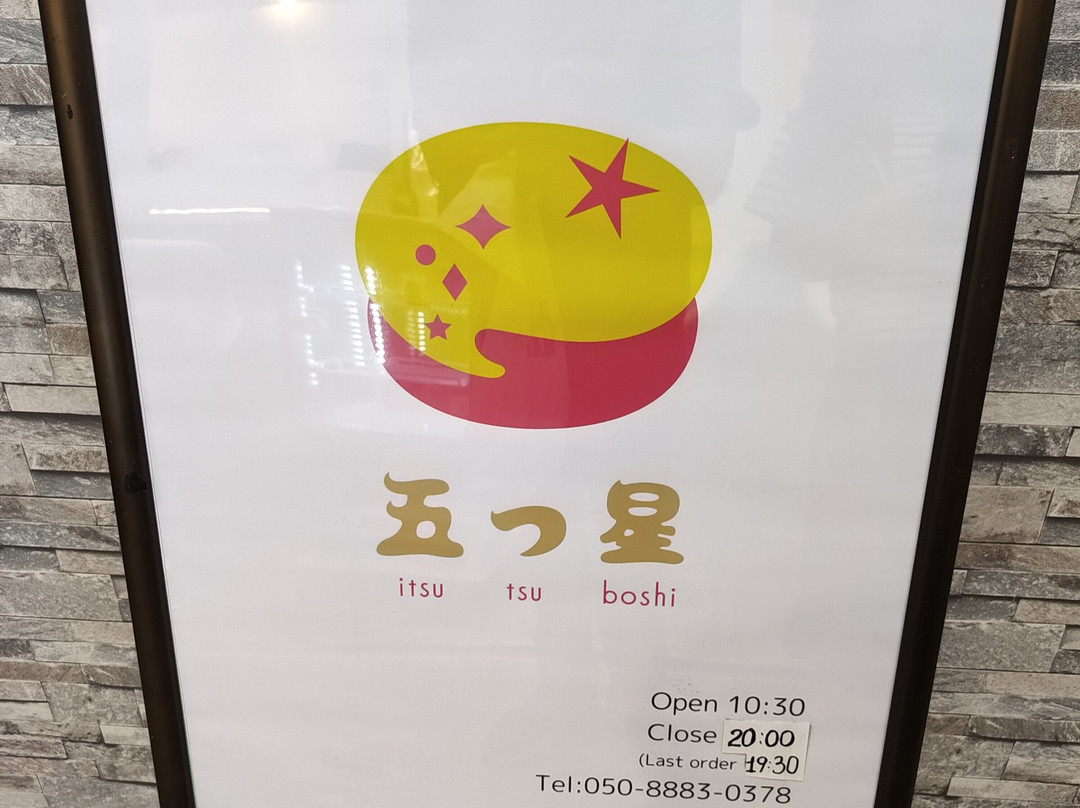 五つ星
itsu tsu boshi
Open 10:30
Close 20:00
(Last order 19:30
Tel:050-8883-0378